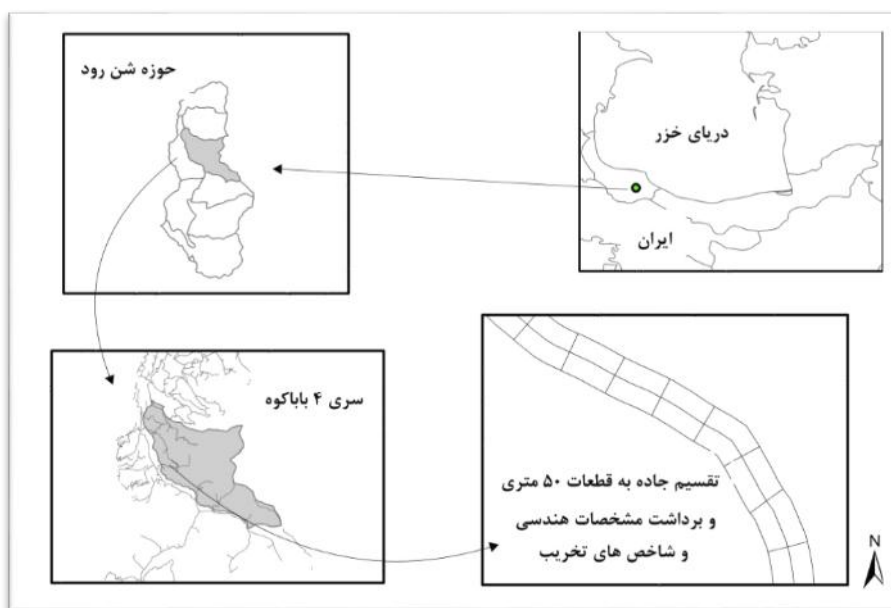 حوزه شن رود
دریای خزر
ایران
سری ۴ باباکوه
تقسیم جاده به قطعات ۵۰ متری
و برداشت مشخصات هندسی
و شاخص های تخریب
N